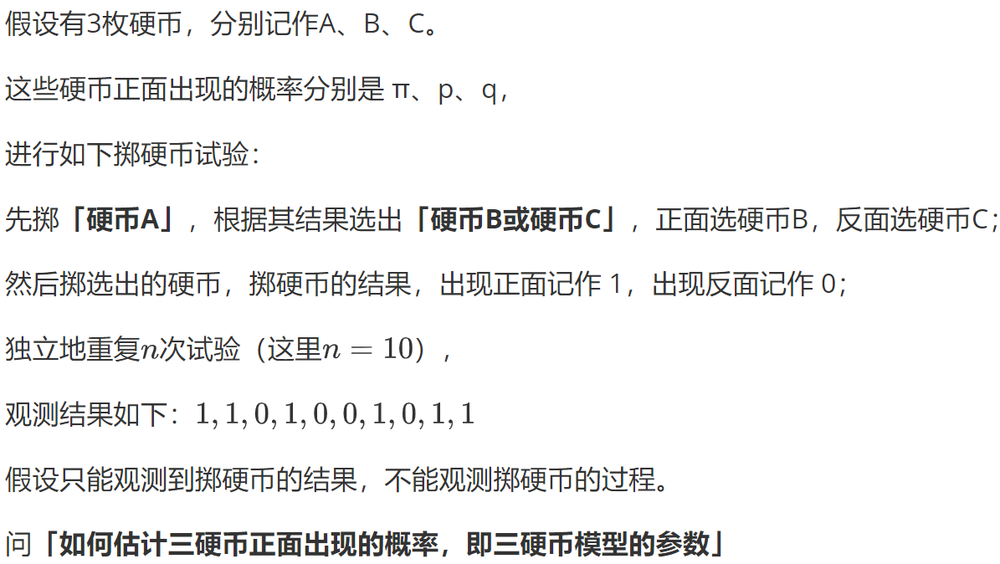 假设有3枚硬币，分别记作A、B、C。
这些硬币正面出现的概率分别是 π、p、q，
进行如下掷硬币试验：
先掷「硬币A」，根据其结果选出「硬币B或硬币C」，正面选硬币B，反面选硬币C；
然后掷选出的硬币，掷硬币的结果，出现正面记作 1，出现反面记作 0；
独立地重复n次试验（这里n = 10），
观测结果如下：1, 1, 0, 1, 0, 0, 1, 0, 1, 1
假设只能观测到掷硬币的结果，不能观测掷硬币的过程。
问「如何估计三硬币正面出现的概率，即三硬币模型的参数」